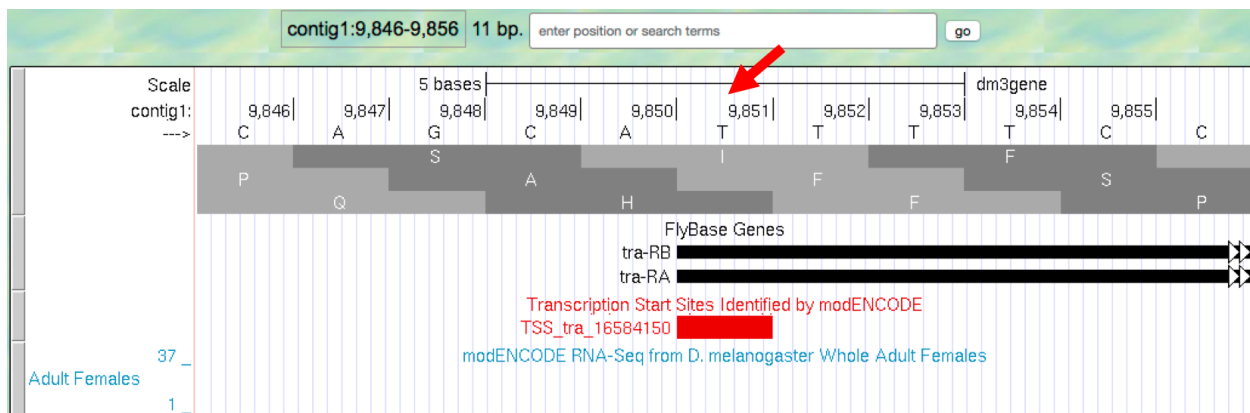 contig1:9,846-9,856 11 bp. enter position or search terms go
Scale 5 bases dm3gene
contig1: 9,846 9,847 9,848 9,849 9,850 9,851 9,852 9,853 9,854 9,855
---> C A G C A T T T T C C
S I F
P A F S
Q H F P
FlyBase Genes
tra-RB
tra-RA
Transcription Start Sites Identified by modENCODE
TSS_tra_16584150
37 _ modENCODE RNA-Seq from D. melanogaster Whole Adult Females
Adult Females
1 _